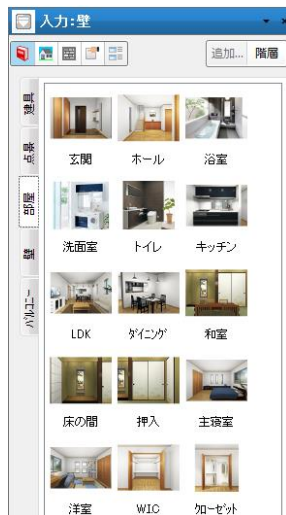 入力:壁
追加... 階層
建具
点景
部屋
壁
バルコニー
玄関 ホール 浴室
洗面室 トイレ キッチン
LDK ﾀﾞｲﾆﾝｸﾞ 和室
床の間 押入 主寝室
洋室 WIC ｸﾛｰｾﾞｯﾄ